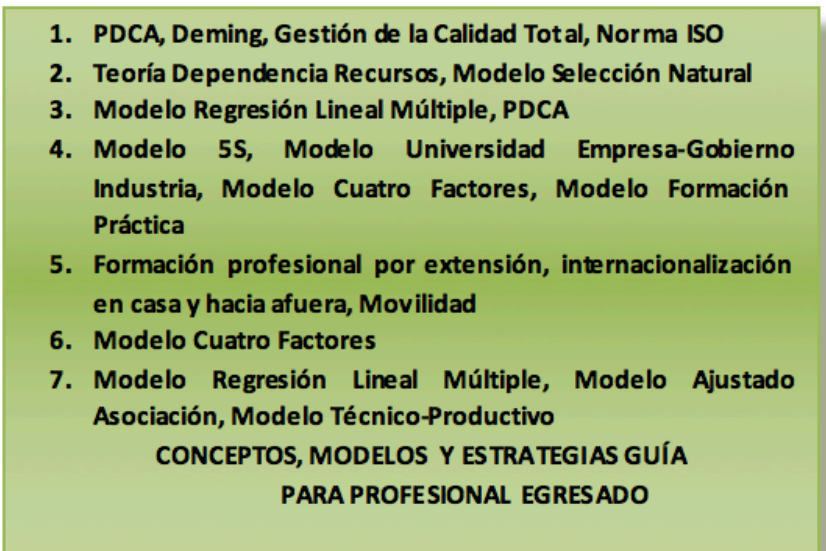 1. PDCA, Deming, Gestión de la Calidad Total, Norma ISO
2. Teoría Dependencia Recursos, Modelo Selección Natural
3. Modelo Regresión Lineal Múltiple, PDCA
4. Modelo 5S, Modelo Universidad Empresa-Gobierno
Industria, Modelo Cuatro Factores, Modelo Formación
Práctica
5. Formación profesional por extensión, internacionalización
en casa y hacia afuera, Movilidad
6. Modelo Cuatro Factores
7. Modelo Regresión Lineal Múltiple, Modelo Ajustado
Asociación, Modelo Técnico-Productivo
CONCEPTOS, MODELOS Y ESTRATEGIAS GUÍA
PARA PROFESIONAL EGRESADO